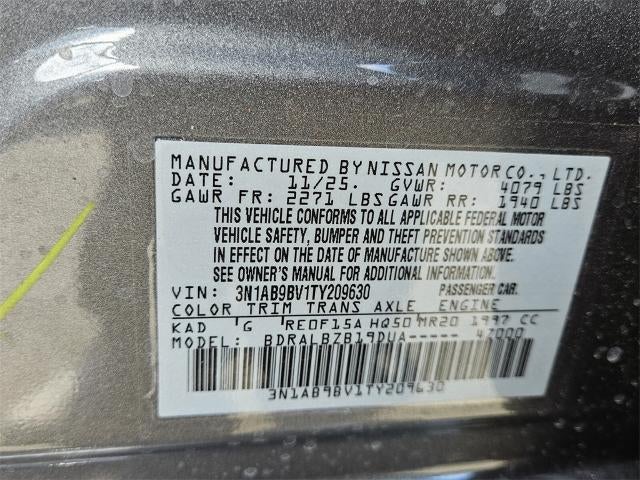 MANUFACTURED BY NISSAN MOTOR CO., LTD.
DATE: 11/25. GVWR: 4079 LBS
GAWR FR: 2271 LBS GAWR RR: 1940 LBS
THIS VEHICLE CONFORMS TO ALL APPLICABLE FEDERAL MOTOR
VEHICLE SAFETY, BUMPER AND THEFT PREVENTION STANDARDS
IN EFFECT ON THE DATE OF MANUFACTURE SHOWN ABOVE.
SEE OWNER'S MANUAL FOR ADDITIONAL INFORMATION.
VIN: 3N1AB9BV1TY209630 PASSENGER CAR.
COLOR TRIM TRANS AXLE ENGINE
KAD G RE0F15A HQ50 MR20 1997 CC
MODEL: BDRALBZB19DUA----- 47000
3N1AB9BV1TY209630